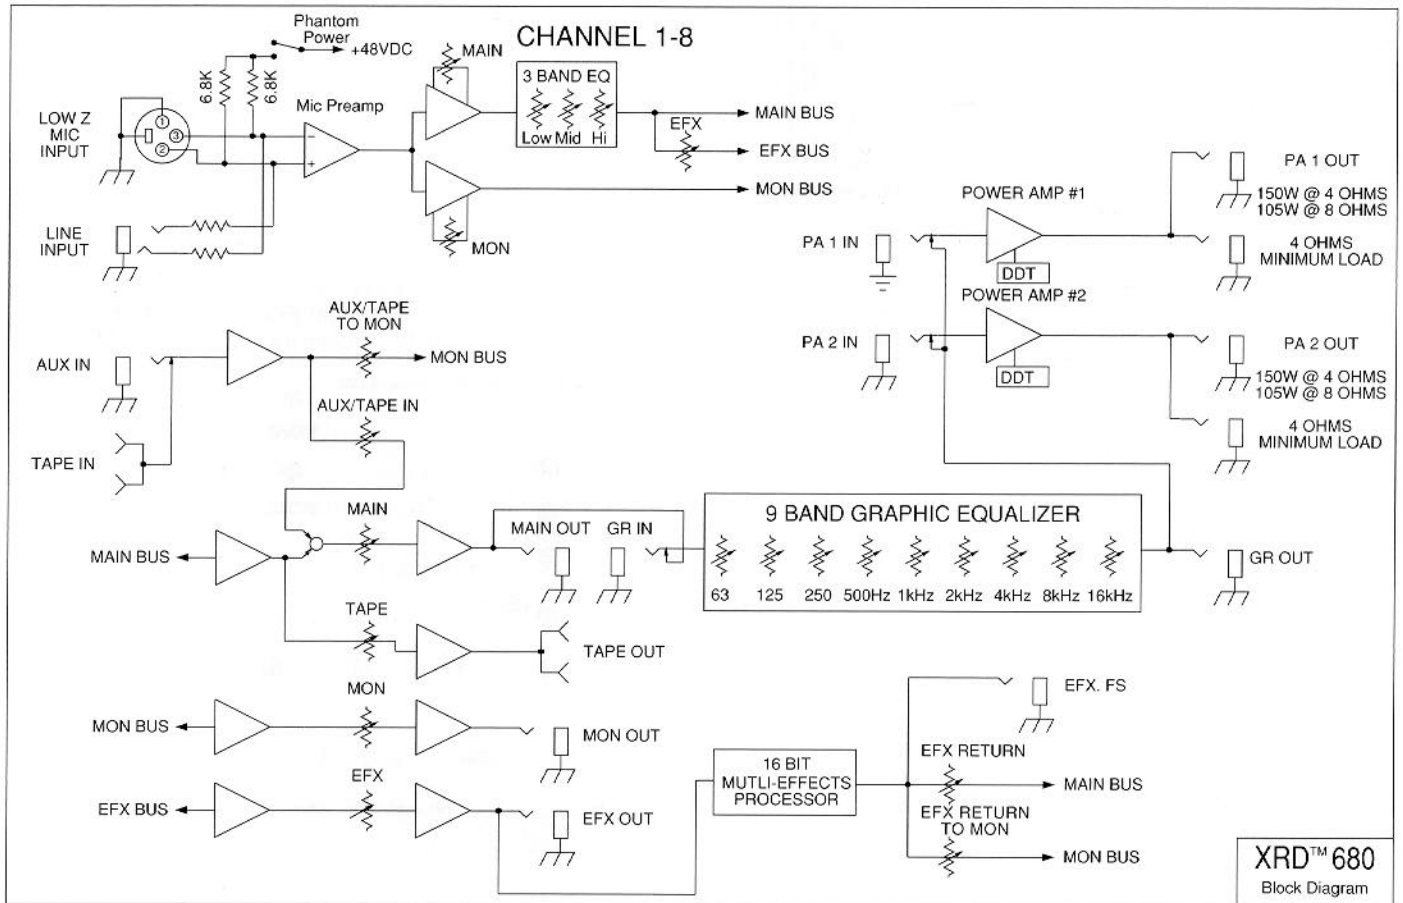 CHANNEL 1-8
Phantom
Power
+48VDC
6.8K
6.8K
LOW Z
MIC
INPUT
1
3
2
Mic Preamp
−
+
MAIN
3 BAND EQ
Low Mid Hi
MAIN BUS
EFX
EFX BUS
MON BUS
MON
LINE
INPUT
PA 1 IN
POWER AMP #1
DDT
PA 1 OUT
150W @ 4 OHMS
105W @ 8 OHMS
4 OHMS
MINIMUM LOAD
PA 2 IN
POWER AMP #2
DDT
PA 2 OUT
150W @ 4 OHMS
105W @ 8 OHMS
4 OHMS
MINIMUM LOAD
AUX IN
AUX/TAPE
TO MON
MON BUS
AUX/TAPE IN
TAPE IN
MAIN BUS
MAIN
MAIN OUT
GR IN
9 BAND GRAPHIC EQUALIZER
63 125 250 500Hz 1kHz 2kHz 4kHz 8kHz 16kHz
GR OUT
TAPE
TAPE OUT
MON BUS
MON
MON OUT
EFX BUS
EFX
EFX OUT
16 BIT
MUTLI-EFFECTS
PROCESSOR
EFX. FS
EFX RETURN
MAIN BUS
EFX RETURN
TO MON
MON BUS
XRD™ 680
Block Diagram